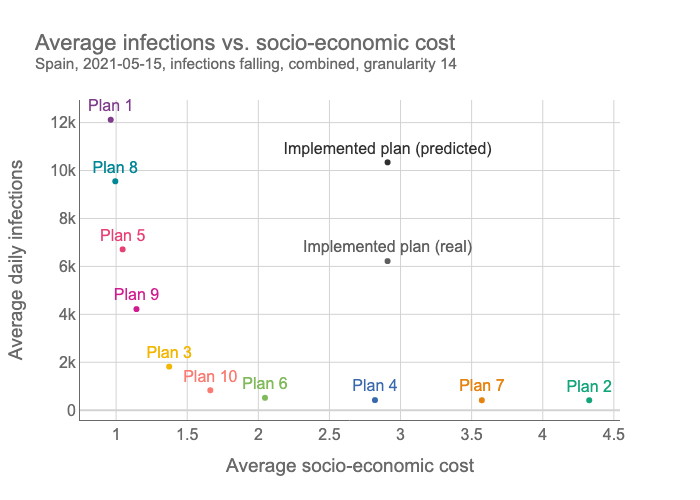 Average infections vs. socio-economic cost
Spain, 2021-05-15, infections falling, combined, granularity 14
Plan 1
12k
Implemented plan (predicted)
10k
Plan 8
8k
Plan 5
Implemented plan (real)
6k
Plan 9
4k
Plan 3
2k
Plan 10
Plan 6
Plan 4
Plan 7
Plan 2
0
Average daily infections
1
1.5
2
2.5
3
3.5
4
4.5
Average socio-economic cost